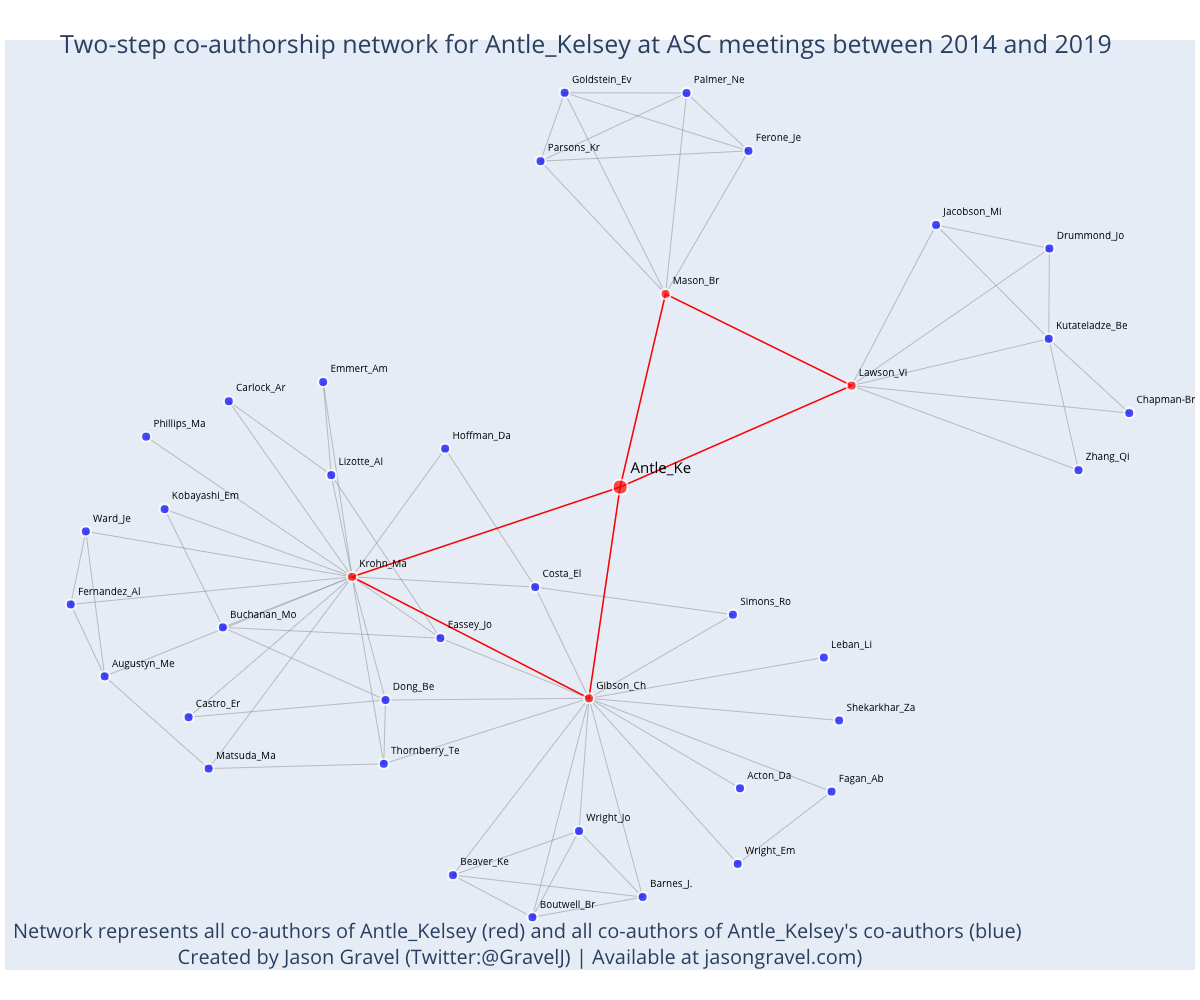 Two-step co-authorship network for Antle_Kelsey at ASC meetings between 2014 and 2019
Goldstein_Ev
Palmer_Ne
Ferone_Je
Parsons_Kr
Jacobson_Mi
Drummond_Jo
Mason_Br
Kutateladze_Be
Lawson_Vi
Emmert_Am
Carlock_Ar
Chapman-Br
Phillips_Ma
Hoffman_Da
Lizotte_Al
Zhang_Qi
Antle_Ke
Kobayashi_Em
Ward_Je
Krohn_Ma
Costa_El
Fernandez_Al
Simons_Ro
Buchanan_Mo
Fassey_Jo
Leban_Li
Augustyn_Me
Dong_Be
Gibson_Ch
Castro_Er
Shekarkhar_Za
Thornberry_Te
Matsuda_Ma
Acton_Da
Fagan_Ab
Wright_Jo
Wright_Em
Beaver_Ke
Barnes_J.
Boutwell_Br
Network represents all co-authors of Antle_Kelsey (red) and all co-authors of Antle_Kelsey's co-authors (blue)
Created by Jason Gravel (Twitter:@GravelJ) | Available at jasongravel.com)